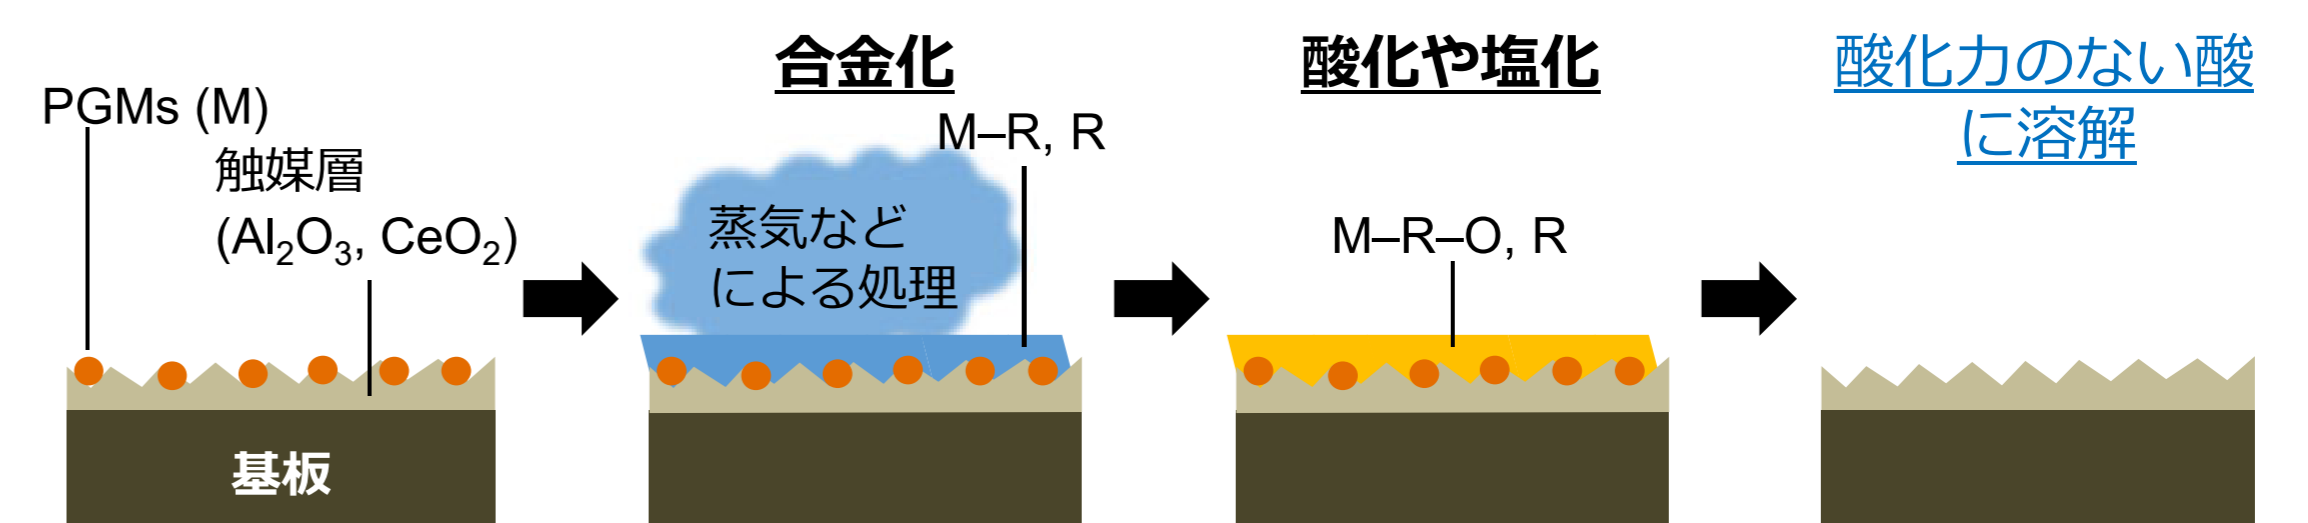 PGMs (M)
触媒層
(Al₂O₃, CeO₂)
基板
合金化
M–R, R
蒸気など
による処理
酸化や塩化
M–R–O, R
酸化力のない酸
に溶解